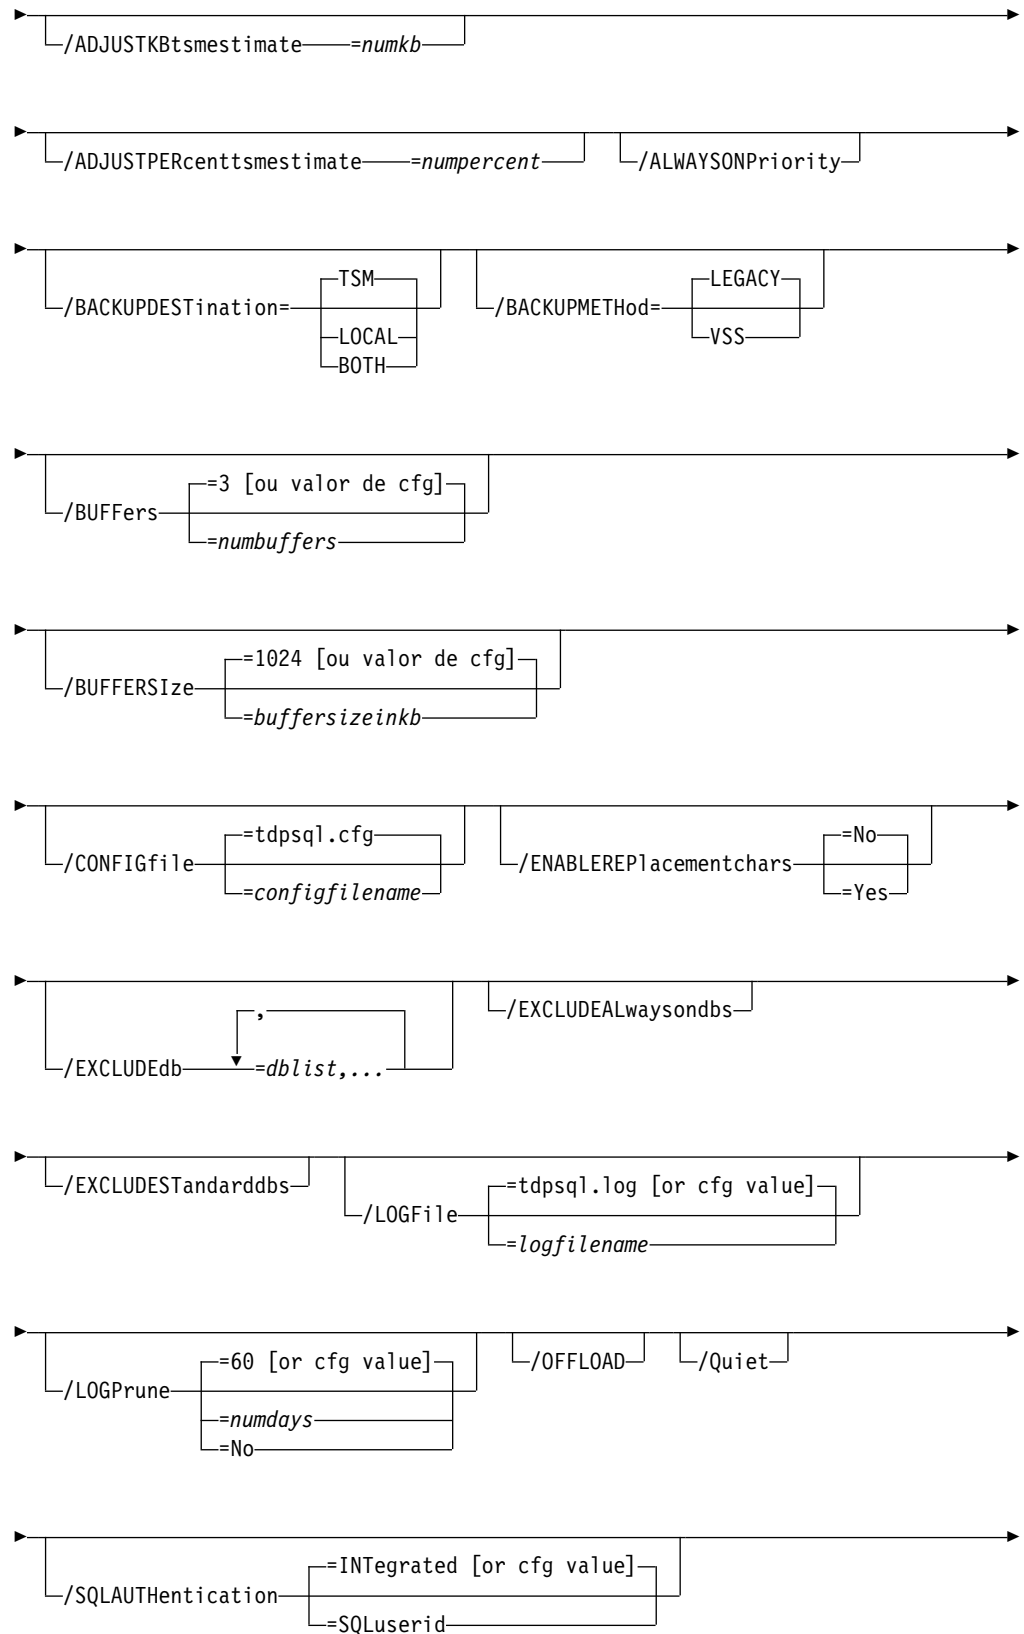 /ADJUSTKBtsmestimate =numkb
/ADJUSTPERcenttsmestimate =numpercent /ALWAYSONPriority
TSM LEGACY
/BACKUPDESTination= /BACKUPMETHod=
LOCAL VSS
BOTH
=3 [ou valor de cfg]
/BUFFers
=numbuffers
=1024 [ou valor de cfg]
/BUFFERSIze
=buffersizeinkb
=tdpsql.cfg =No
/CONFIGfile /ENABLEREPlacementchars
=configfilename =Yes
, /EXCLUDEALwaysondbs
/EXCLUDEdb =dblist,...
/EXCLUDESTandarddbs =tdpsql.log [or cfg value]
/LOGFile
=logfilename
=60 [or cfg value] /OFFLOAD /Quiet
/LOGPrune
=numdays
=No
=INTegrated [or cfg value]
/SQLAUTHentication
=SQLuserid